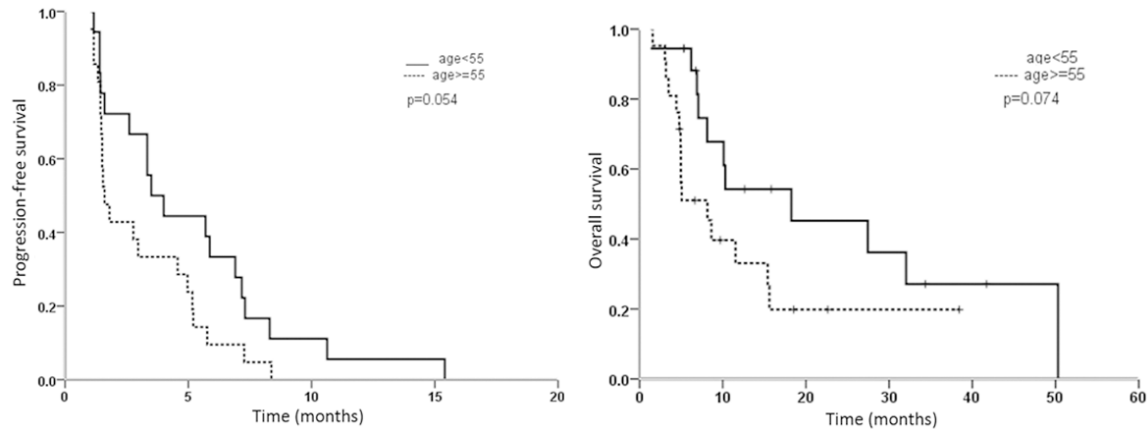 1.0
0.8
0.6
0.4
0.2
0.0
Progression-free survival
age<55
age>=55
p=0.054
0 5 10 15 20
Time (months)
1.0
0.8
0.6
0.4
0.2
0.0
Overall survival
age<55
age>=55
p=0.074
0 10 20 30 40 50 60
Time (months)